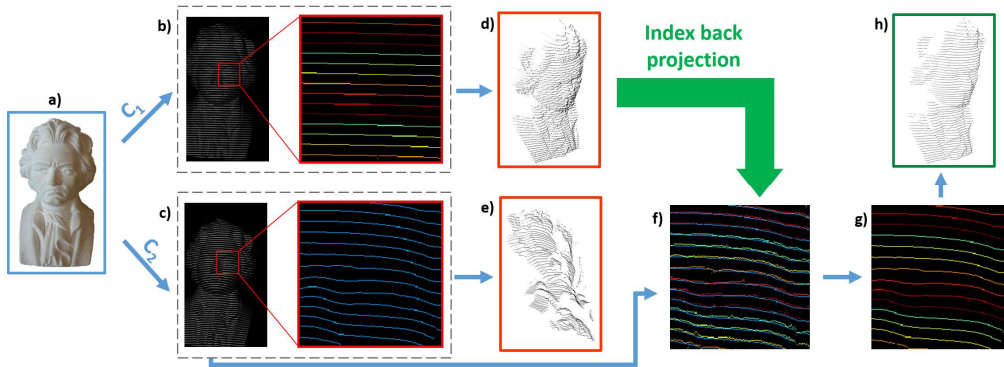 a)
b)
C1
c)
C2
d)
e)
Index back
projection
f)
g)
h)